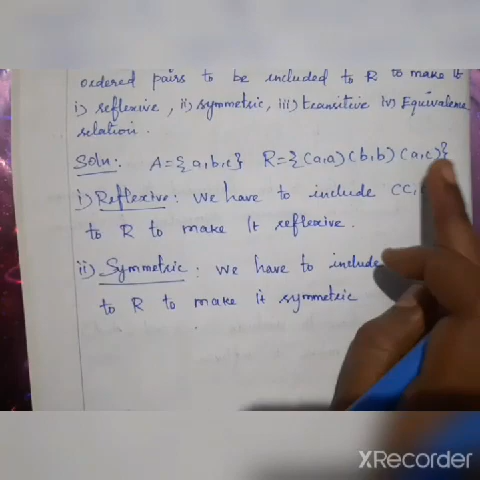 ordered pairs to be included to R to make it
i) reflexive, ii) symmetric, iii) transitive iv) Equivalence
relation.
Soln: A={a,b,c} R={(a,a)(b,b)(a,c)}
i) Reflexive: We have to include
to R to make it reflexive.
ii) Symmetric: We have to include
to R to make it symmetric
XRecorder